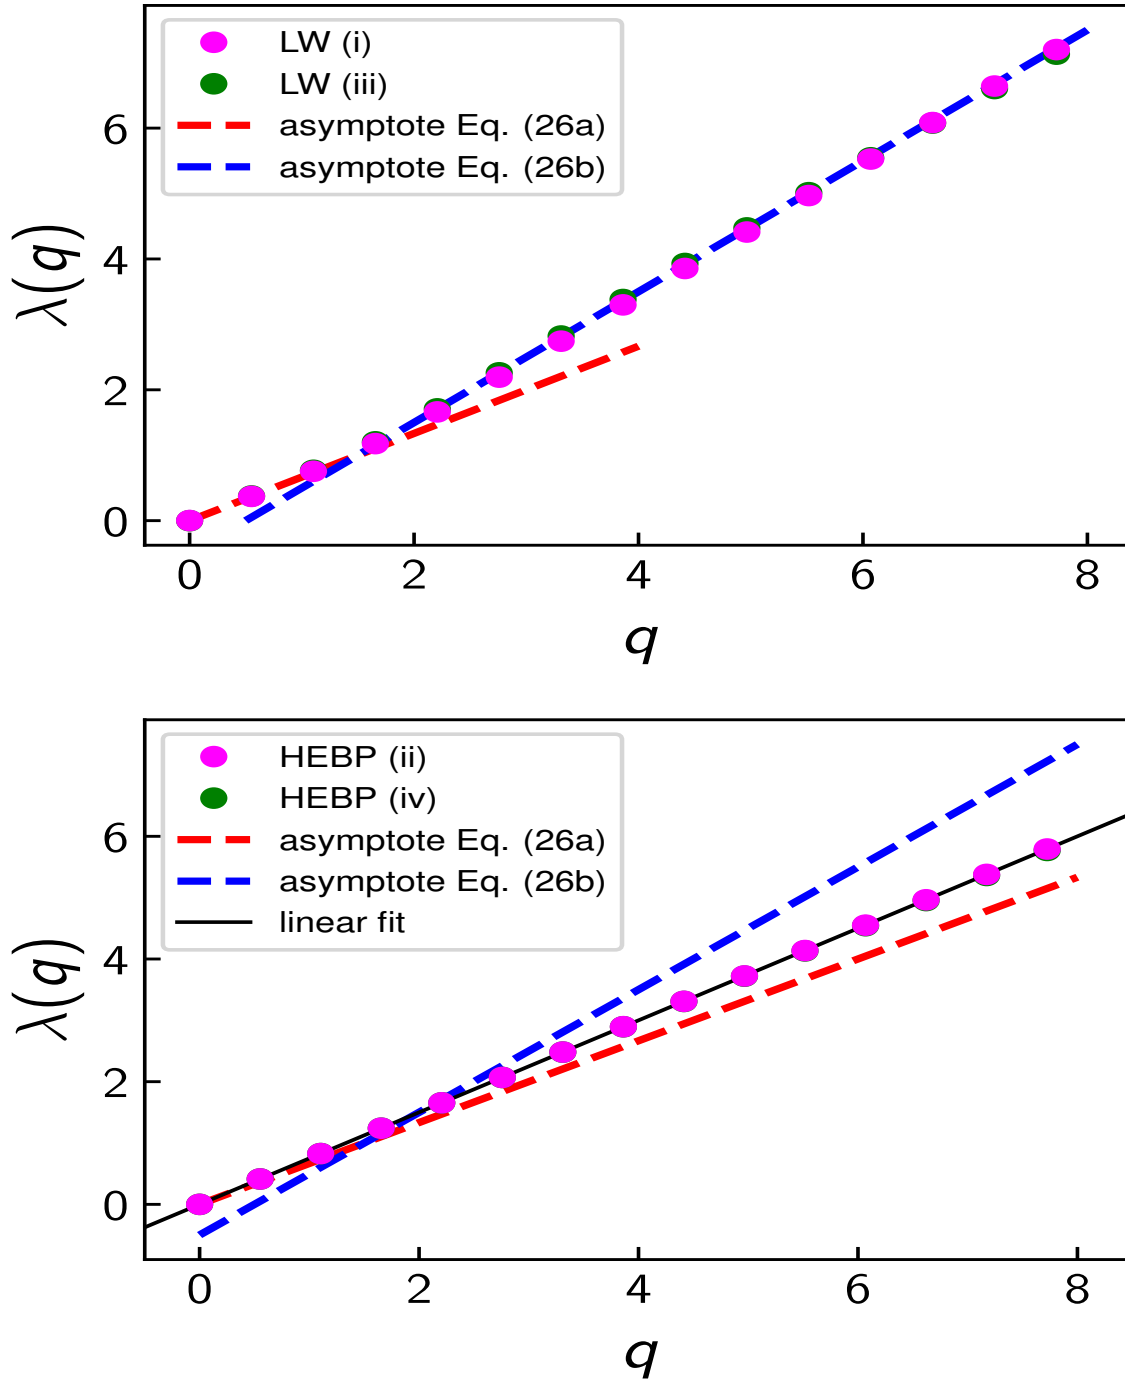 LW (i)
LW (iii)
asymptote Eq. (26a)
asymptote Eq. (26b)
λ(q)
6
4
2
0
0 2 4 6 8
q
HEBP (ii)
HEBP (iv)
asymptote Eq. (26a)
asymptote Eq. (26b)
linear fit
λ(q)
6
4
2
0
0 2 4 6 8
q